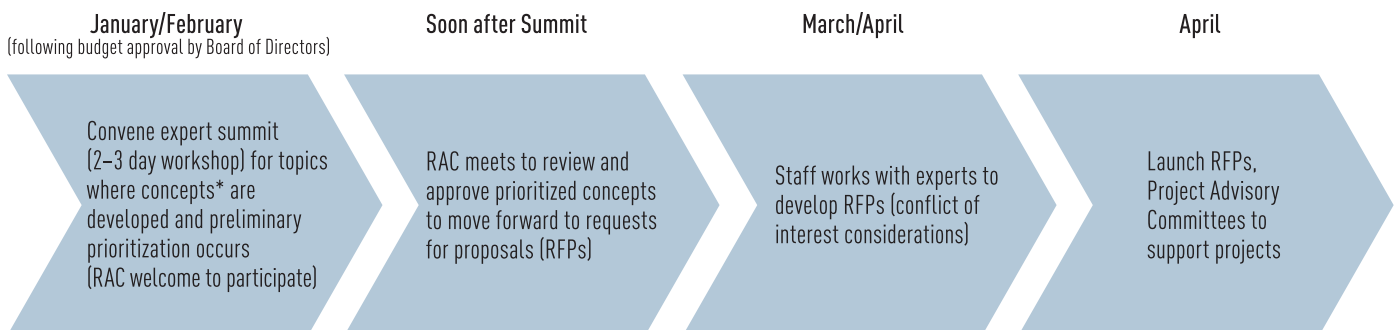 January/February
(following budget approval by Board of Directors)
Convene expert summit
(2–3 day workshop) for topics
where concepts* are
developed and preliminary
prioritization occurs
(RAC welcome to participate)
Soon after Summit
RAC meets to review and
approve prioritized concepts
to move forward to requests
for proposals (RFPs)
March/April
Staff works with experts to
develop RFPs (conflict of
interest considerations)
April
Launch RFPs,
Project Advisory
Committees to
support projects